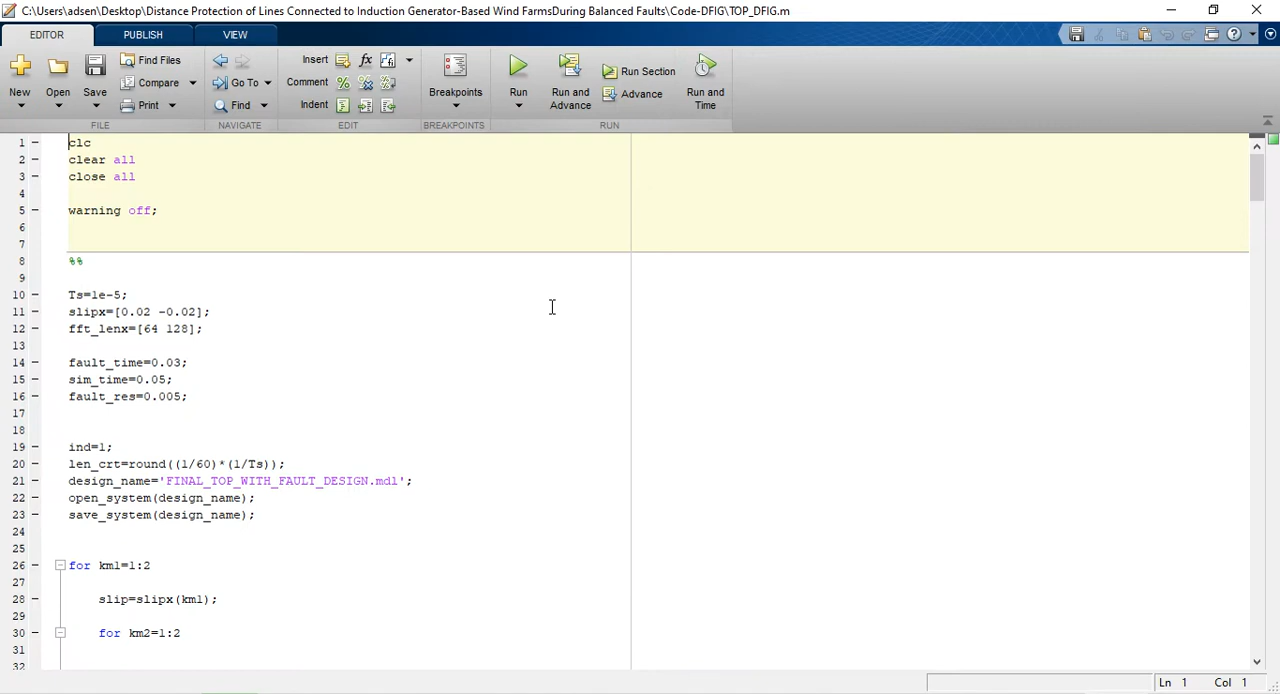 C:\Users\adsen\Desktop\Distance Protection of Lines Connected to Induction Generator-Based Wind FarmsDuring Balanced Faults\Code-DFIG\TOP_DFIG.m
EDITOR PUBLISH VIEW
New Open Save Find Files Compare Print
FILE
Go To Find
NAVIGATE
Insert fx
Comment
Indent
EDIT
Breakpoints
BREAKPOINTS
Run Run and Advance Run Section Advance Run and Time
RUN
1 clc
2 clear all
3 close all
4
5 warning off;
6
7
8 %%
9
10 Ts=1e-5;
11 slipx=[0.02 -0.02];
12 fft_lenx=[64 128];
13
14 fault_time=0.03;
15 sim_time=0.05;
16 fault_res=0.005;
17
18
19 ind=1;
20 len_crt=round((1/60)*(1/Ts));
21 design_name='FINAL_TOP_WITH_FAULT_DESIGN.mdl';
22 open_system(design_name);
23 save_system(design_name);
24
25
26 for km1=1:2
27
28 slip=slipx(km1);
29
30 for km2=1:2
31
32
Ln 1 Col 1